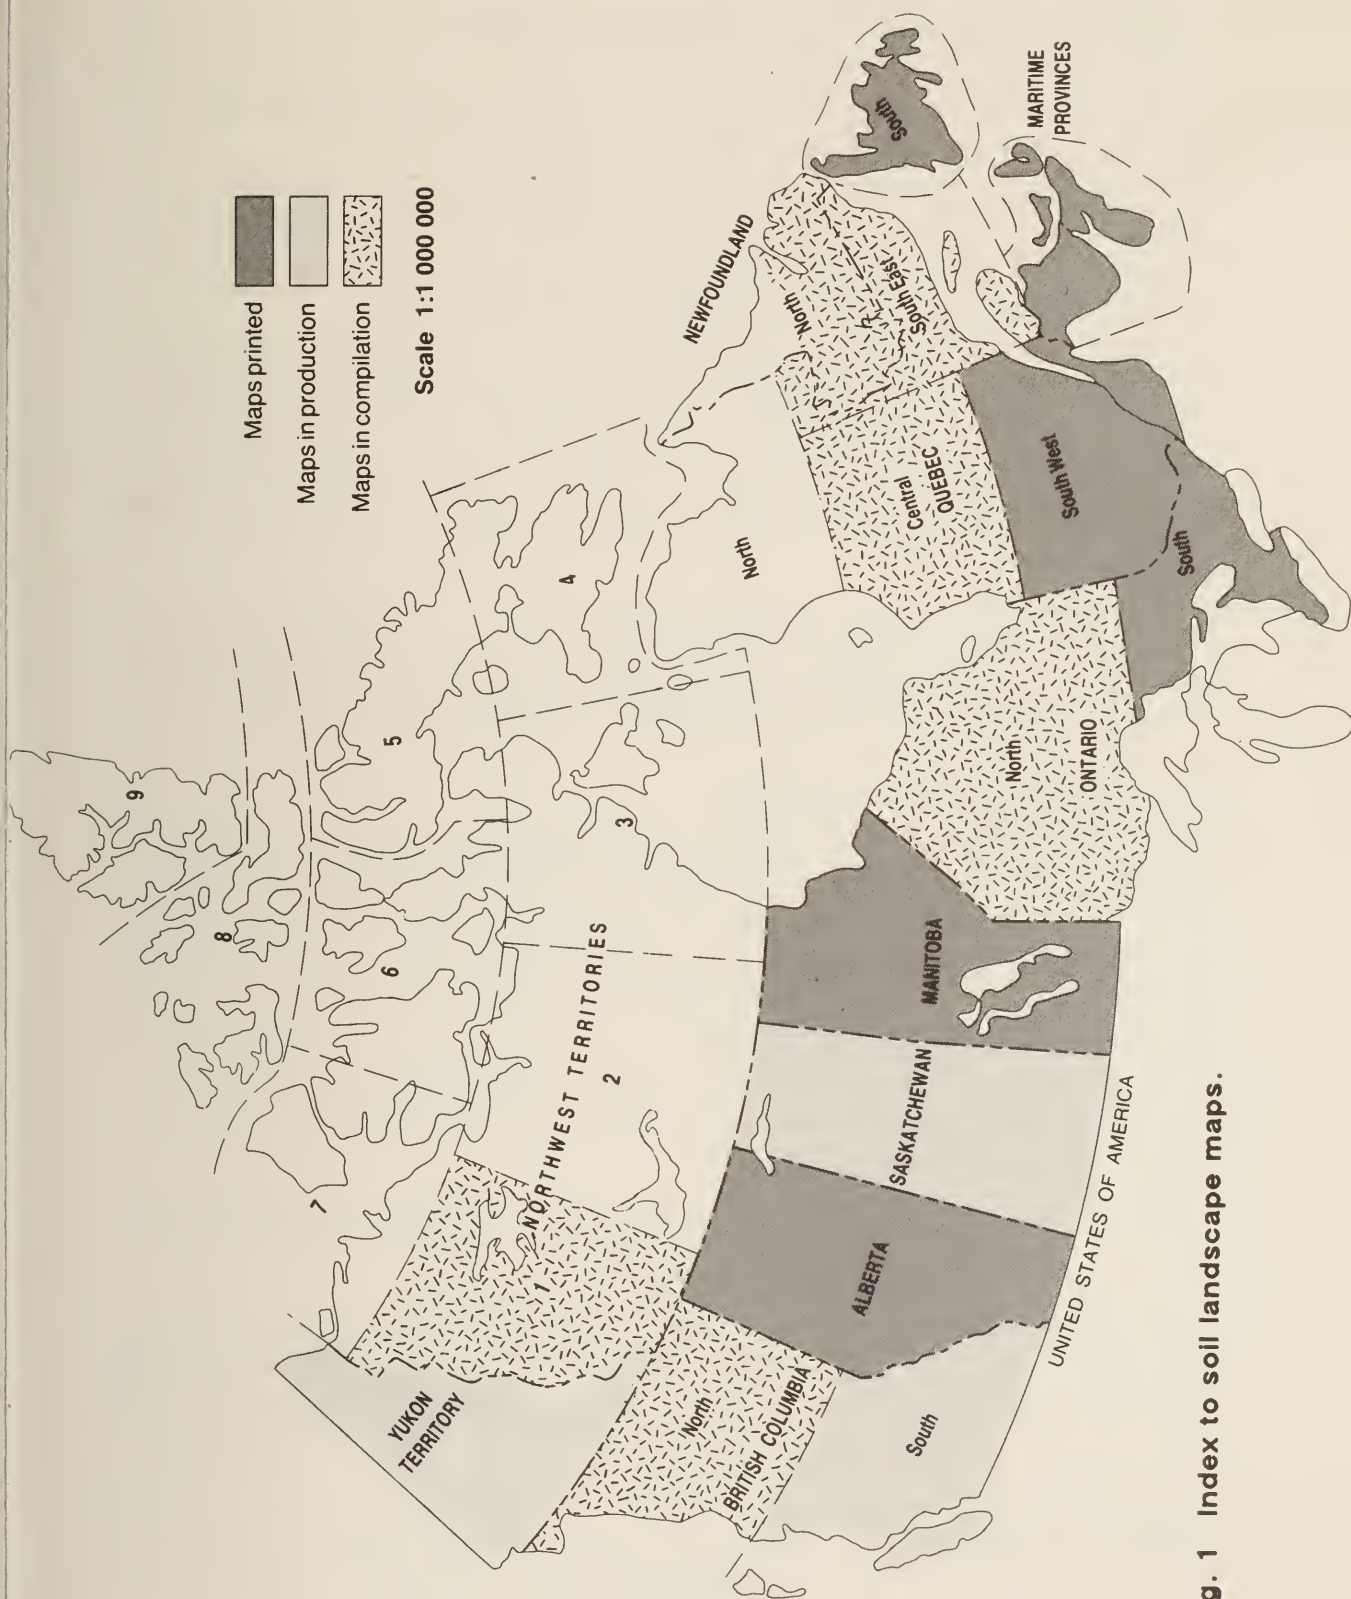 Maps printed
Maps in production
Maps in compilation
Scale 1:1 000 000
NEWFOUNDLAND
South
MARITIME
PROVINCES
North
South East
Central
QUEBEC
South West
North
South
North
ONTARIO
MANITOBA
SASKATCHEWAN
ALBERTA
NORTHWEST TERRITORIES
1
2
3
4
5
6
7
8
9
YUKON
TERRITORY
North
BRITISH COLUMBIA
South
UNITED STATES OF AMERICA
g. 1 Index to soil landscape maps.